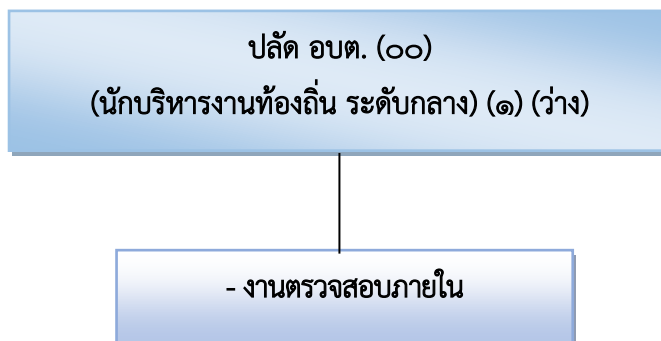 ปลัด อบต. (๐๐)
(นักบริหารงานท้องถิ่น ระดับกลาง) (๑) (ว่าง)
- งานตรวจสอบภายใน